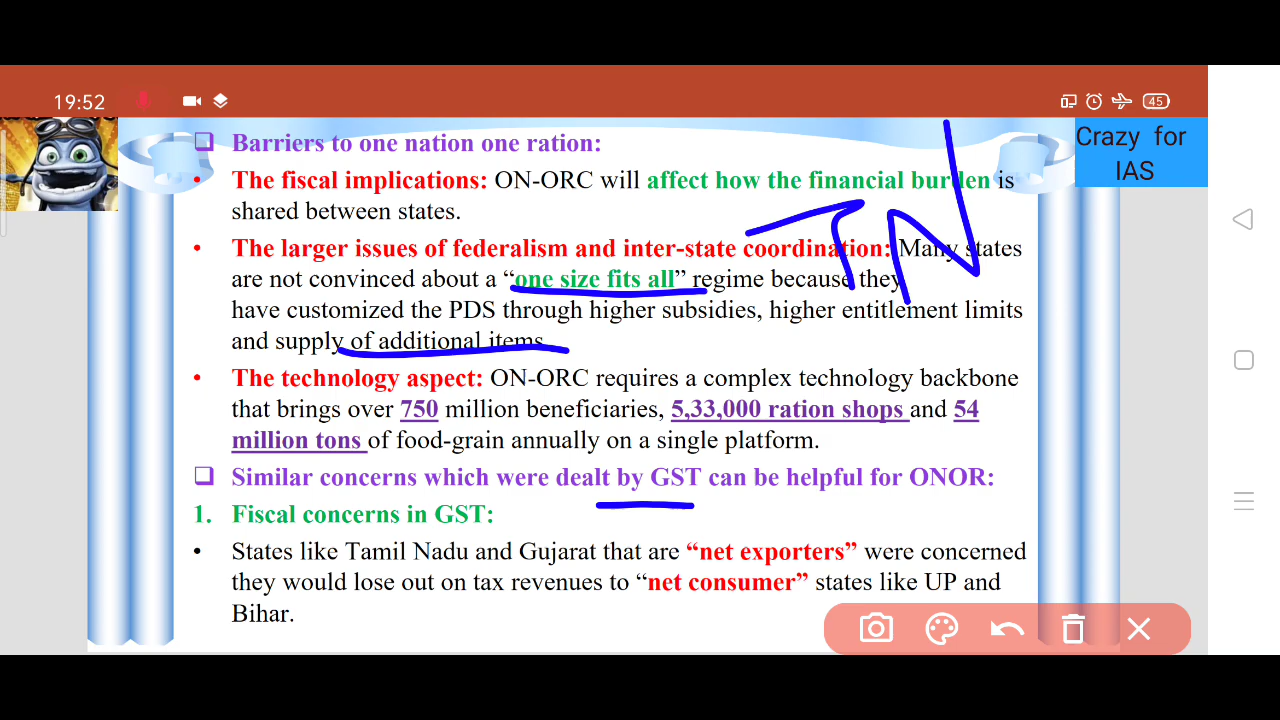 19:52
45
Crazy for
IAS
❑ Barriers to one nation one ration:
• The fiscal implications: ON-ORC will affect how the financial burden is
shared between states.
• The larger issues of federalism and inter-state coordination: Many states
are not convinced about a “one size fits all” regime because they
have customized the PDS through higher subsidies, higher entitlement limits
and supply of additional items.
TN
• The technology aspect: ON-ORC requires a complex technology backbone
that brings over 750 million beneficiaries, 5,33,000 ration shops and 54
million tons of food-grain annually on a single platform.
❑ Similar concerns which were dealt by GST can be helpful for ONOR:
1. Fiscal concerns in GST:
• States like Tamil Nadu and Gujarat that are “net exporters” were concerned
they would lose out on tax revenues to “net consumer” states like UP and
Bihar.